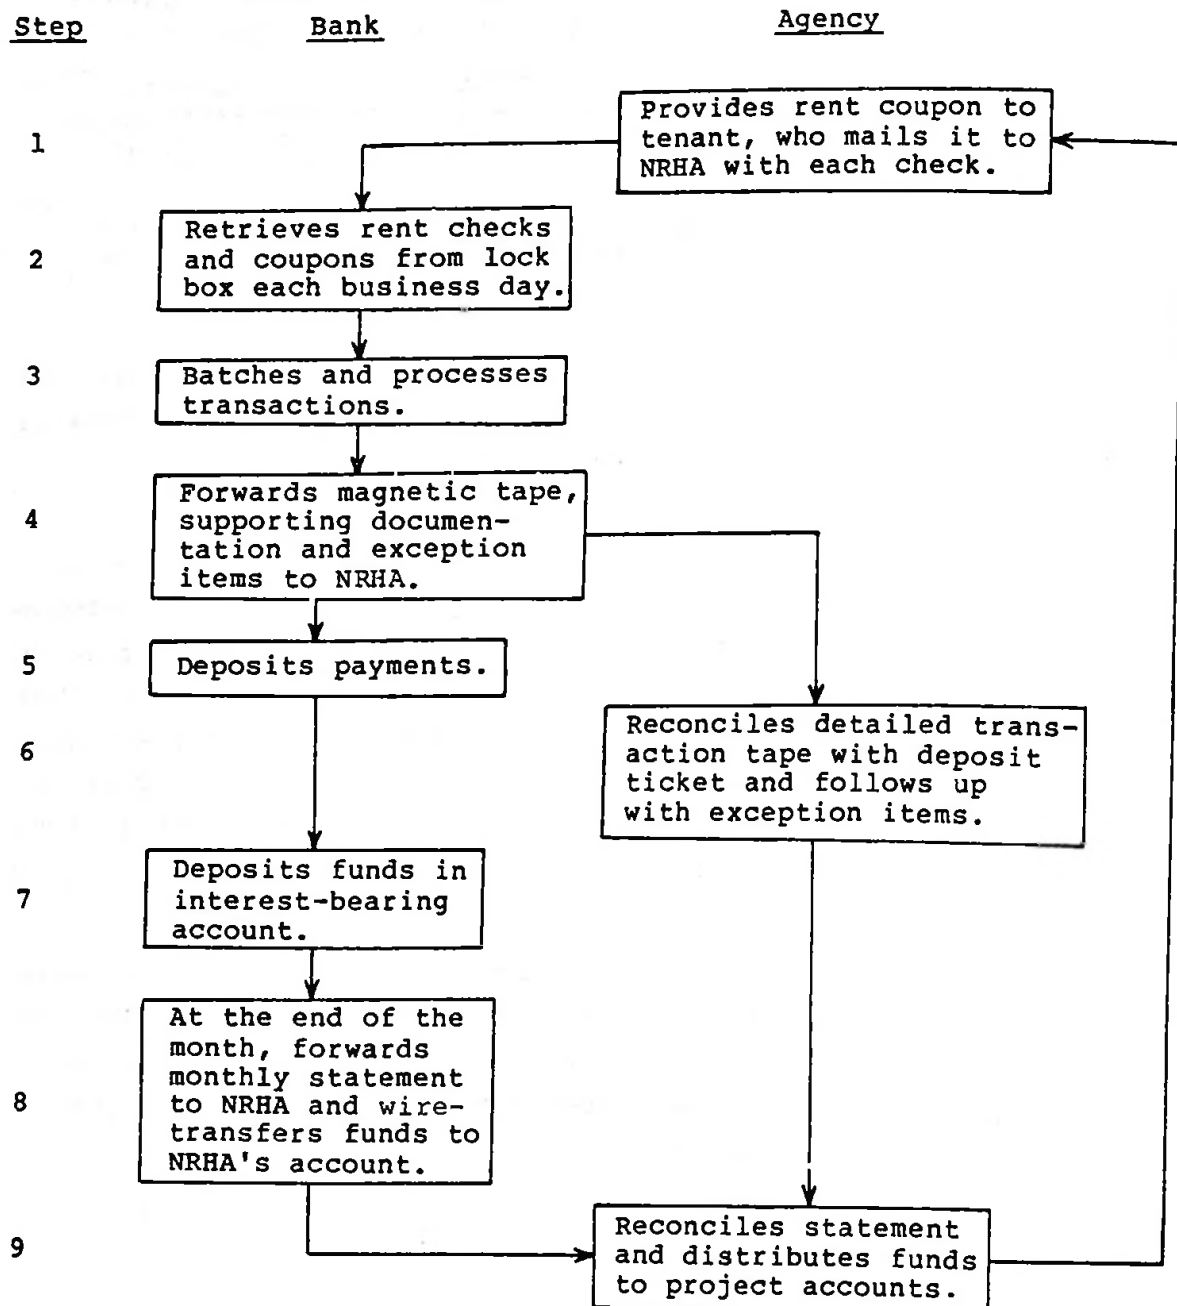 Step Bank Agency
1
Provides rent coupon to
tenant, who mails it to
NRHA with each check.
2
Retrieves rent checks
and coupons from lock
box each business day.
3
Batches and processes
transactions.
4
Forwards magnetic tape,
supporting documen-
tation and exception
items to NRHA.
5
Deposits payments.
6
Reconciles detailed trans-
action tape with deposit
ticket and follows up
with exception items.
7
Deposits funds in
interest-bearing
account.
8
At the end of the
month, forwards
monthly statement
to NRHA and wire-
transfers funds to
NRHA's account.
9
Reconciles statement
and distributes funds
to project accounts.